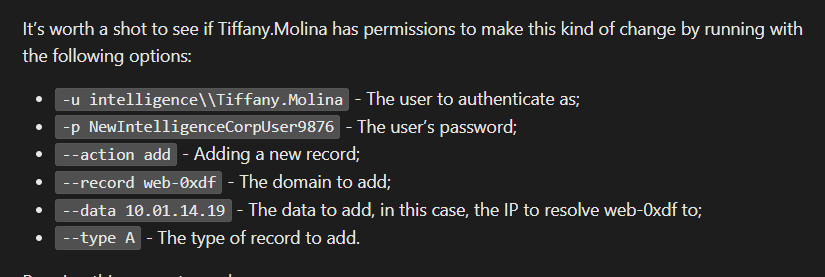 It's worth a shot to see if Tiffany.Molina has permissions to make this kind of change by running with
the following options:
• -u intelligence\\Tiffany.Molina - The user to authenticate as;
• -p NewIntelligenceCorpUser9876 - The user's password;
• --action add - Adding a new record;
• --record web-0xdf - The domain to add;
• --data 10.01.14.19 - The data to add, in this case, the IP to resolve web-0xdf to;
• --type A - The type of record to add.